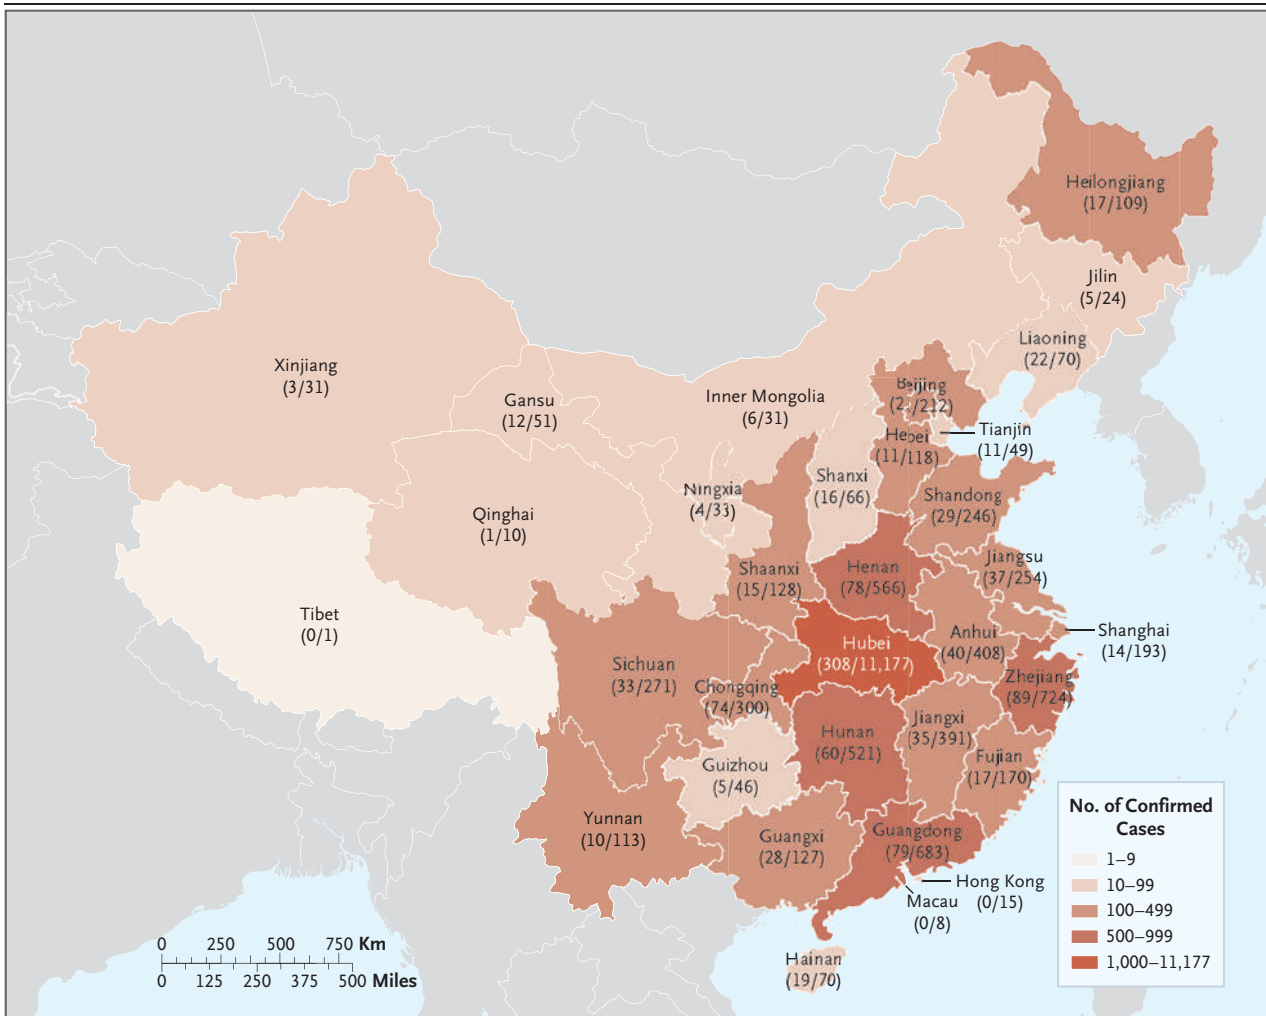 Heilongjiang
(17/109)
Jilin
(5/24)
Liaoning
(22/70)
Xinjiang
(3/31)
Gansu
(12/51)
Inner Mongolia
(6/31)
Beijing
/212)
Tianjin
(11/49)
Hebei
(11/118)
Shanxi
(16/66)
Ningxia
(4/33)
Shandong
(29/246)
Qinghai
(1/10)
Shaanxi
(15/128)
Henan
(78/566)
Jiangsu
(37/254)
Tibet
(0/1)
Hubei
(308/11,177)
Anhui
(40/408)
Shanghai
(14/193)
Sichuan
(33/271)
Chongqing
(74/300)
Zhejiang
(89/724)
Hunan
(60/521)
Jiangxi
(35/391)
Fujian
(17/170)
Guizhou
(5/46)
Yunnan
(10/113)
Guangxi
(28/127)
Guangdong
(79/683)
Hong Kong
(0/15)
Macau
(0/8)
Hainan
(19/70)
No. of Confirmed
Cases
1–9
10–99
100–499
500–999
1,000–11,177
0 250 500 750 Km
0 125 250 375 500 Miles